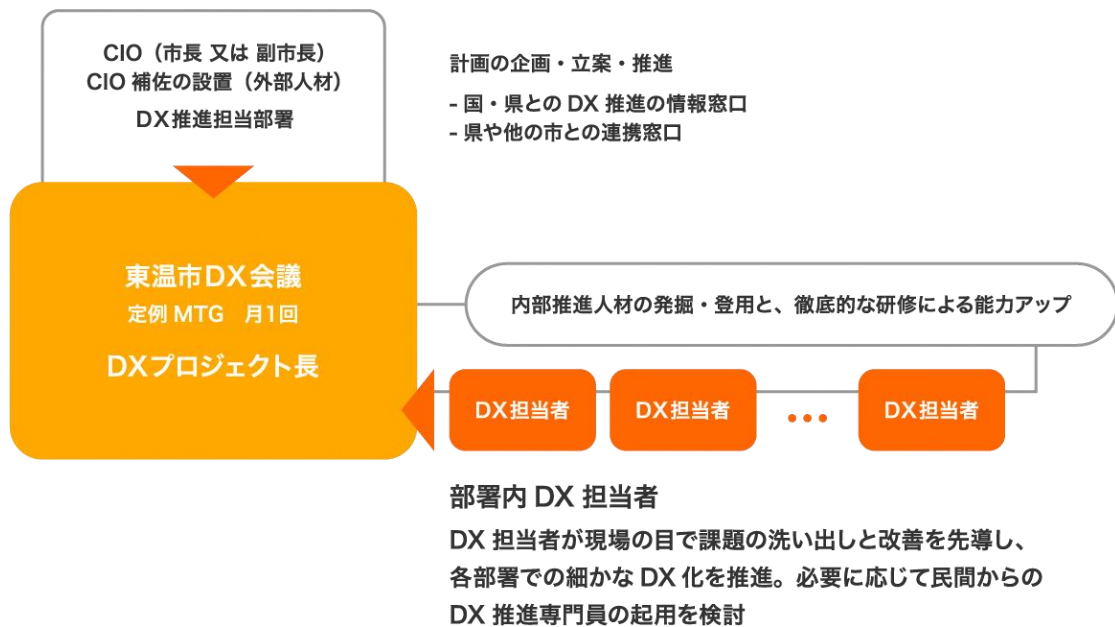 CIO（市長 又は 副市長）
CIO 補佐の設置（外部人材）
DX推進担当部署
計画の企画・立案・推進
- 国・県との DX 推進の情報窓口
- 県や他の市との連携窓口
東温市DX会議
定例 MTG　月1回
DXプロジェクト長
内部推進人材の発掘・登用と、徹底的な研修による能力アップ
DX担当者
DX担当者
...
DX担当者
部署内 DX 担当者
DX 担当者が現場の目で課題の洗い出しと改善を先導し、
各部署での細かな DX 化を推進。必要に応じて民間からの
DX 推進専門員の起用を検討